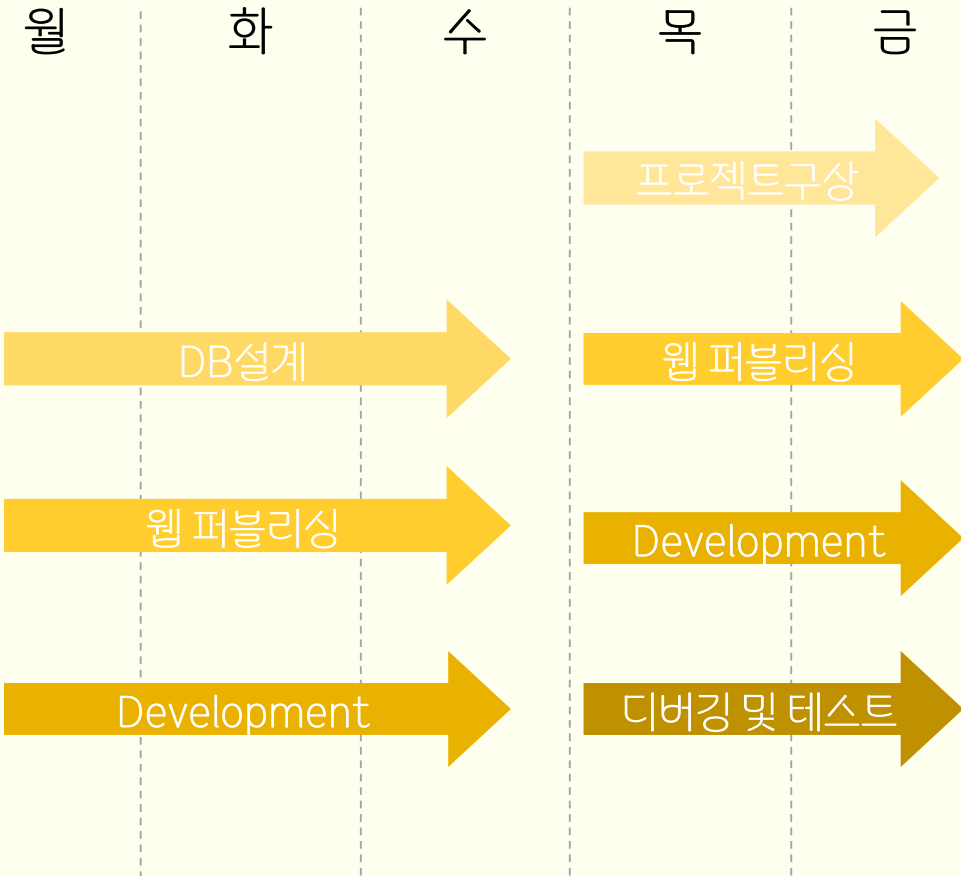 월 화 수 목 금
프로젝트구상
DB설계 웹 퍼블리싱
웹 퍼블리싱 Development
Development 디버깅 및 테스트